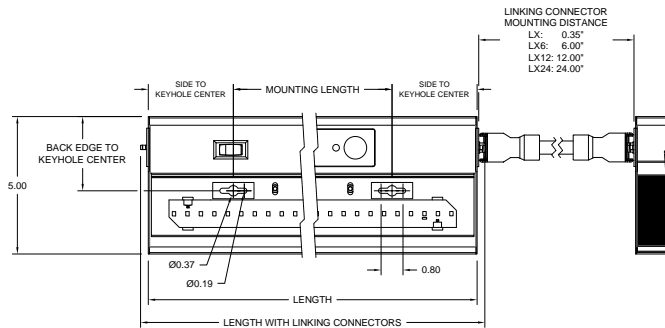 LINKING CONNECTOR
MOUNTING DISTANCE
LX: 0.35"
LX6: 6.00"
LX12: 12.00"
LX24: 24.00"
SIDE TO
KEYHOLE CENTER
MOUNTING LENGTH
SIDE TO
KEYHOLE CENTER
BACK EDGE TO
KEYHOLE CENTER
5.00
Ø0.37
Ø0.19
0.80
LENGTH
LENGTH WITH LINKING CONNECTORS